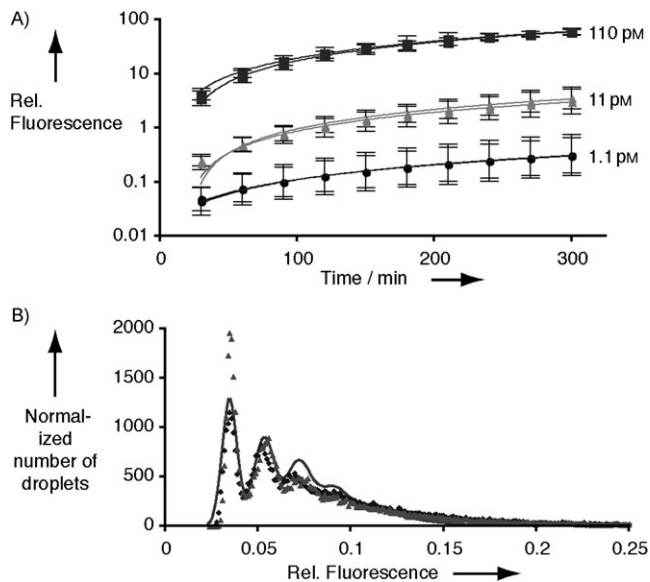 A)
Rel.
Fluorescence
100
10
1
0.1
0.01
110 pM
11 pM
1.1 pM
0
100
200
300
Time / min
B)
Normal-
ized
number of
droplets
2000
1500
1000
500
0
0
0.05
0.1
0.15
0.2
0.25
Rel. Fluorescence